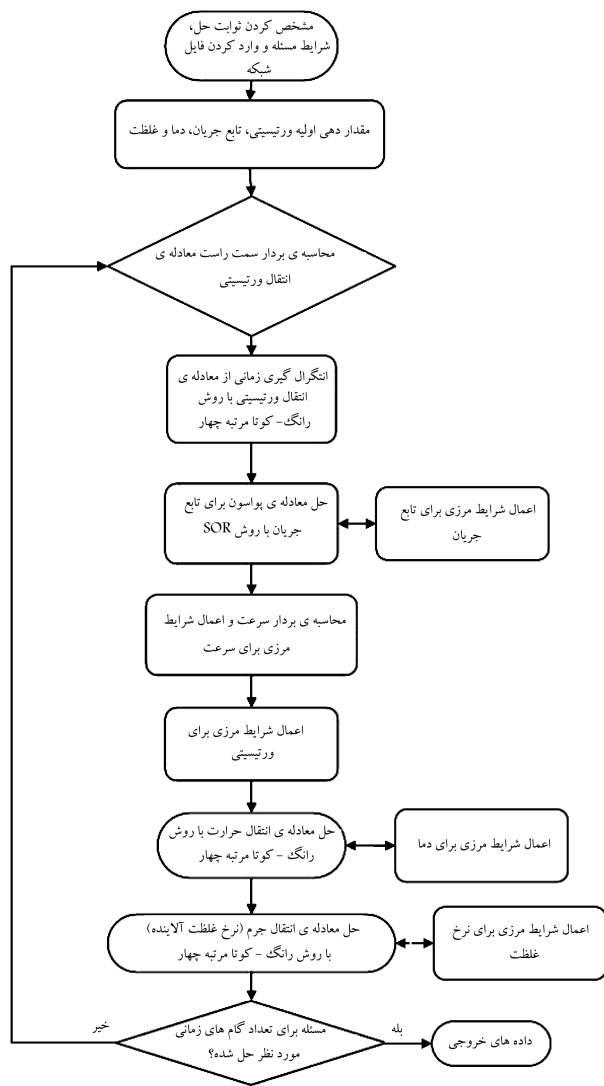 مشخص کردن ثوابت حل،
شرایط مسئله و وارد کردن فایل
شبکه
مقدار دهی اولیه ورتیسیتی، تابع جریان، دما و غلظت
محاسبه ی بردار سمت راست معادله ی
انتقال ورتیسیتی
انتگرال گیری زمانی از معادله ی
انتقال ورتیسیتی با روش
رانگ- کوتا مرتبه چهار
حل معادله ی پواسون برای تابع
جریان با روش SOR
اعمال شرایط مرزی برای تابع
جریان
محاسبه ی بردار سرعت و اعمال شرایط
مرزی برای سرعت
اعمال شرایط مرزی برای
ورتیسیتی
حل معادله ی انتقال حرارت با روش
رانگ - کوتا مرتبه چهار
اعمال شرایط مرزی برای دما
حل معادله ی انتقال جرم (نرخ غلظت آلاینده)
با روش رانگ - کوتا مرتبه چهار
اعمال شرایط مرزی برای نرخ
غلظت
مسئله برای تعداد گام های زمانی
مورد نظر حل شده؟
خیر
بله
داده های خروجی